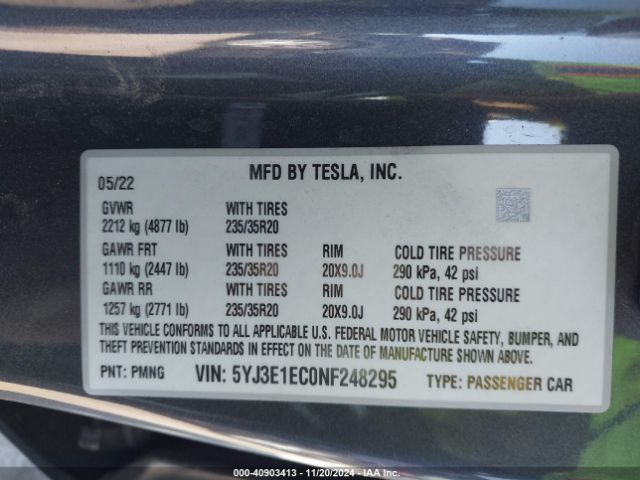 MFD BY TESLA, INC.
05/22
GVWR WITH TIRES
2212 kg (4877 lb) 235/35R20
GAWR FRT WITH TIRES RIM COLD TIRE PRESSURE
1110 kg (2447 lb) 235/35R20 20X9.0J 290 kPa, 42 psi
GAWR RR WITH TIRES RIM COLD TIRE PRESSURE
1257 kg (2771 lb) 235/35R20 20X9.0J 290 kPa, 42 psi
THIS VEHICLE CONFORMS TO ALL APPLICABLE U.S. FEDERAL MOTOR VEHICLE SAFETY, BUMPER, AND
THEFT PREVENTION STANDARDS IN EFFECT ON THE DATE OF MANUFACTURE SHOWN ABOVE.
PNT: PMNG VIN: 5YJ3E1EC0NF248295 TYPE: PASSENGER CAR
000-40903413 - 11/20/2024 - IAA Inc.